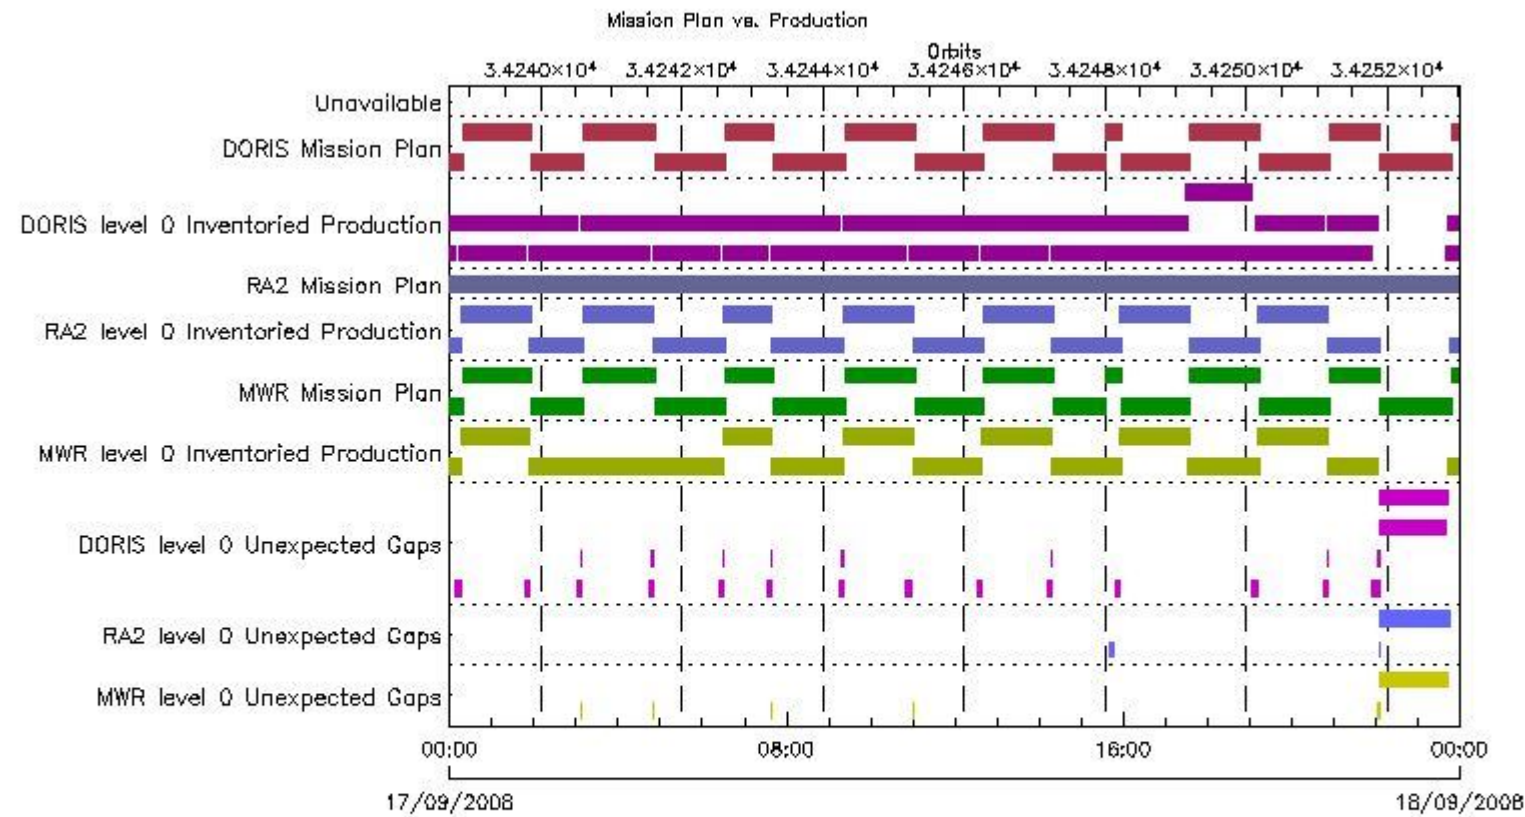 Mission Plan vs. Production
Orbits
3.4240×10⁴ 3.4242×10⁴ 3.4244×10⁴ 3.4246×10⁴ 3.4248×10⁴ 3.4250×10⁴ 3.4252×10⁴
Unavailable
DORIS Mission Plan
DORIS level 0 Inventoried Production
RA2 Mission Plan
RA2 level 0 Inventoried Production
MWR Mission Plan
MWR level 0 Inventoried Production
DORIS level 0 Unexpected Gaps
RA2 level 0 Unexpected Gaps
MWR level 0 Unexpected Gaps
00:00 08:00 16:00 00:00
17/09/2008 18/09/2008